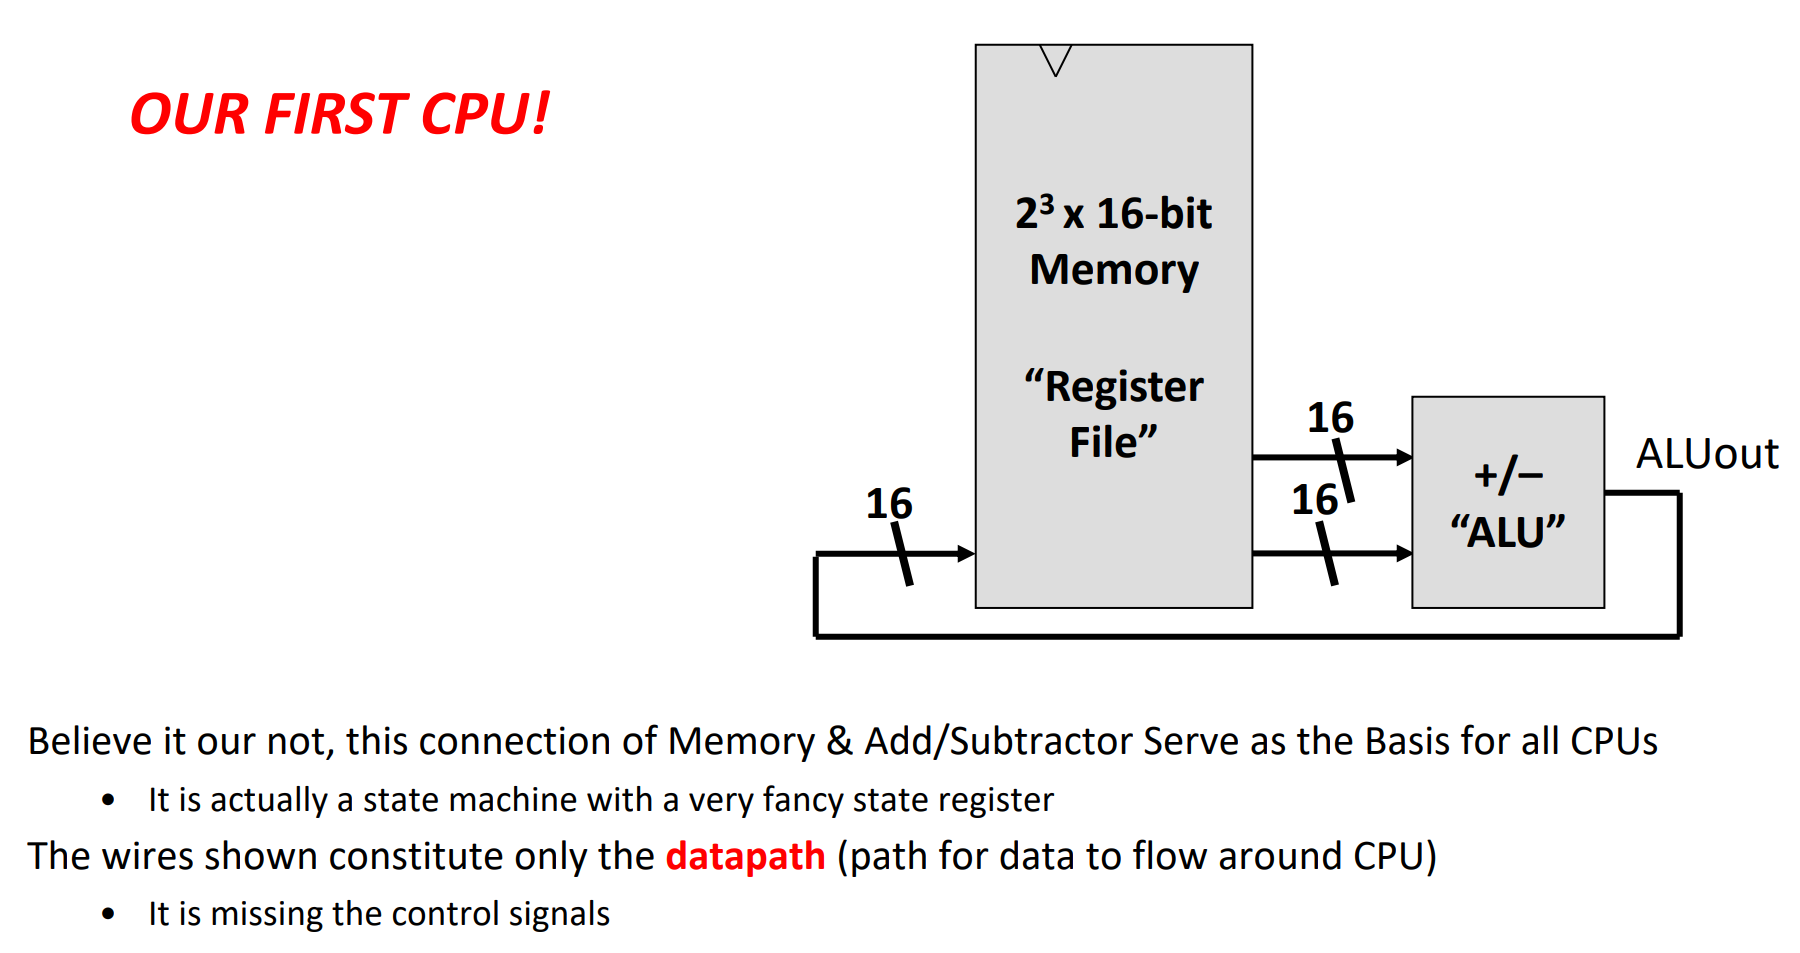 OUR FIRST CPU!
2³ x 16-bit
Memory
“Register
File”
16
16
16
+/–
“ALU”
ALUout
Believe it our not, this connection of Memory & Add/Subtractor Serve as the Basis for all CPUs
• It is actually a state machine with a very fancy state register
The wires shown constitute only the datapath (path for data to flow around CPU)
• It is missing the control signals